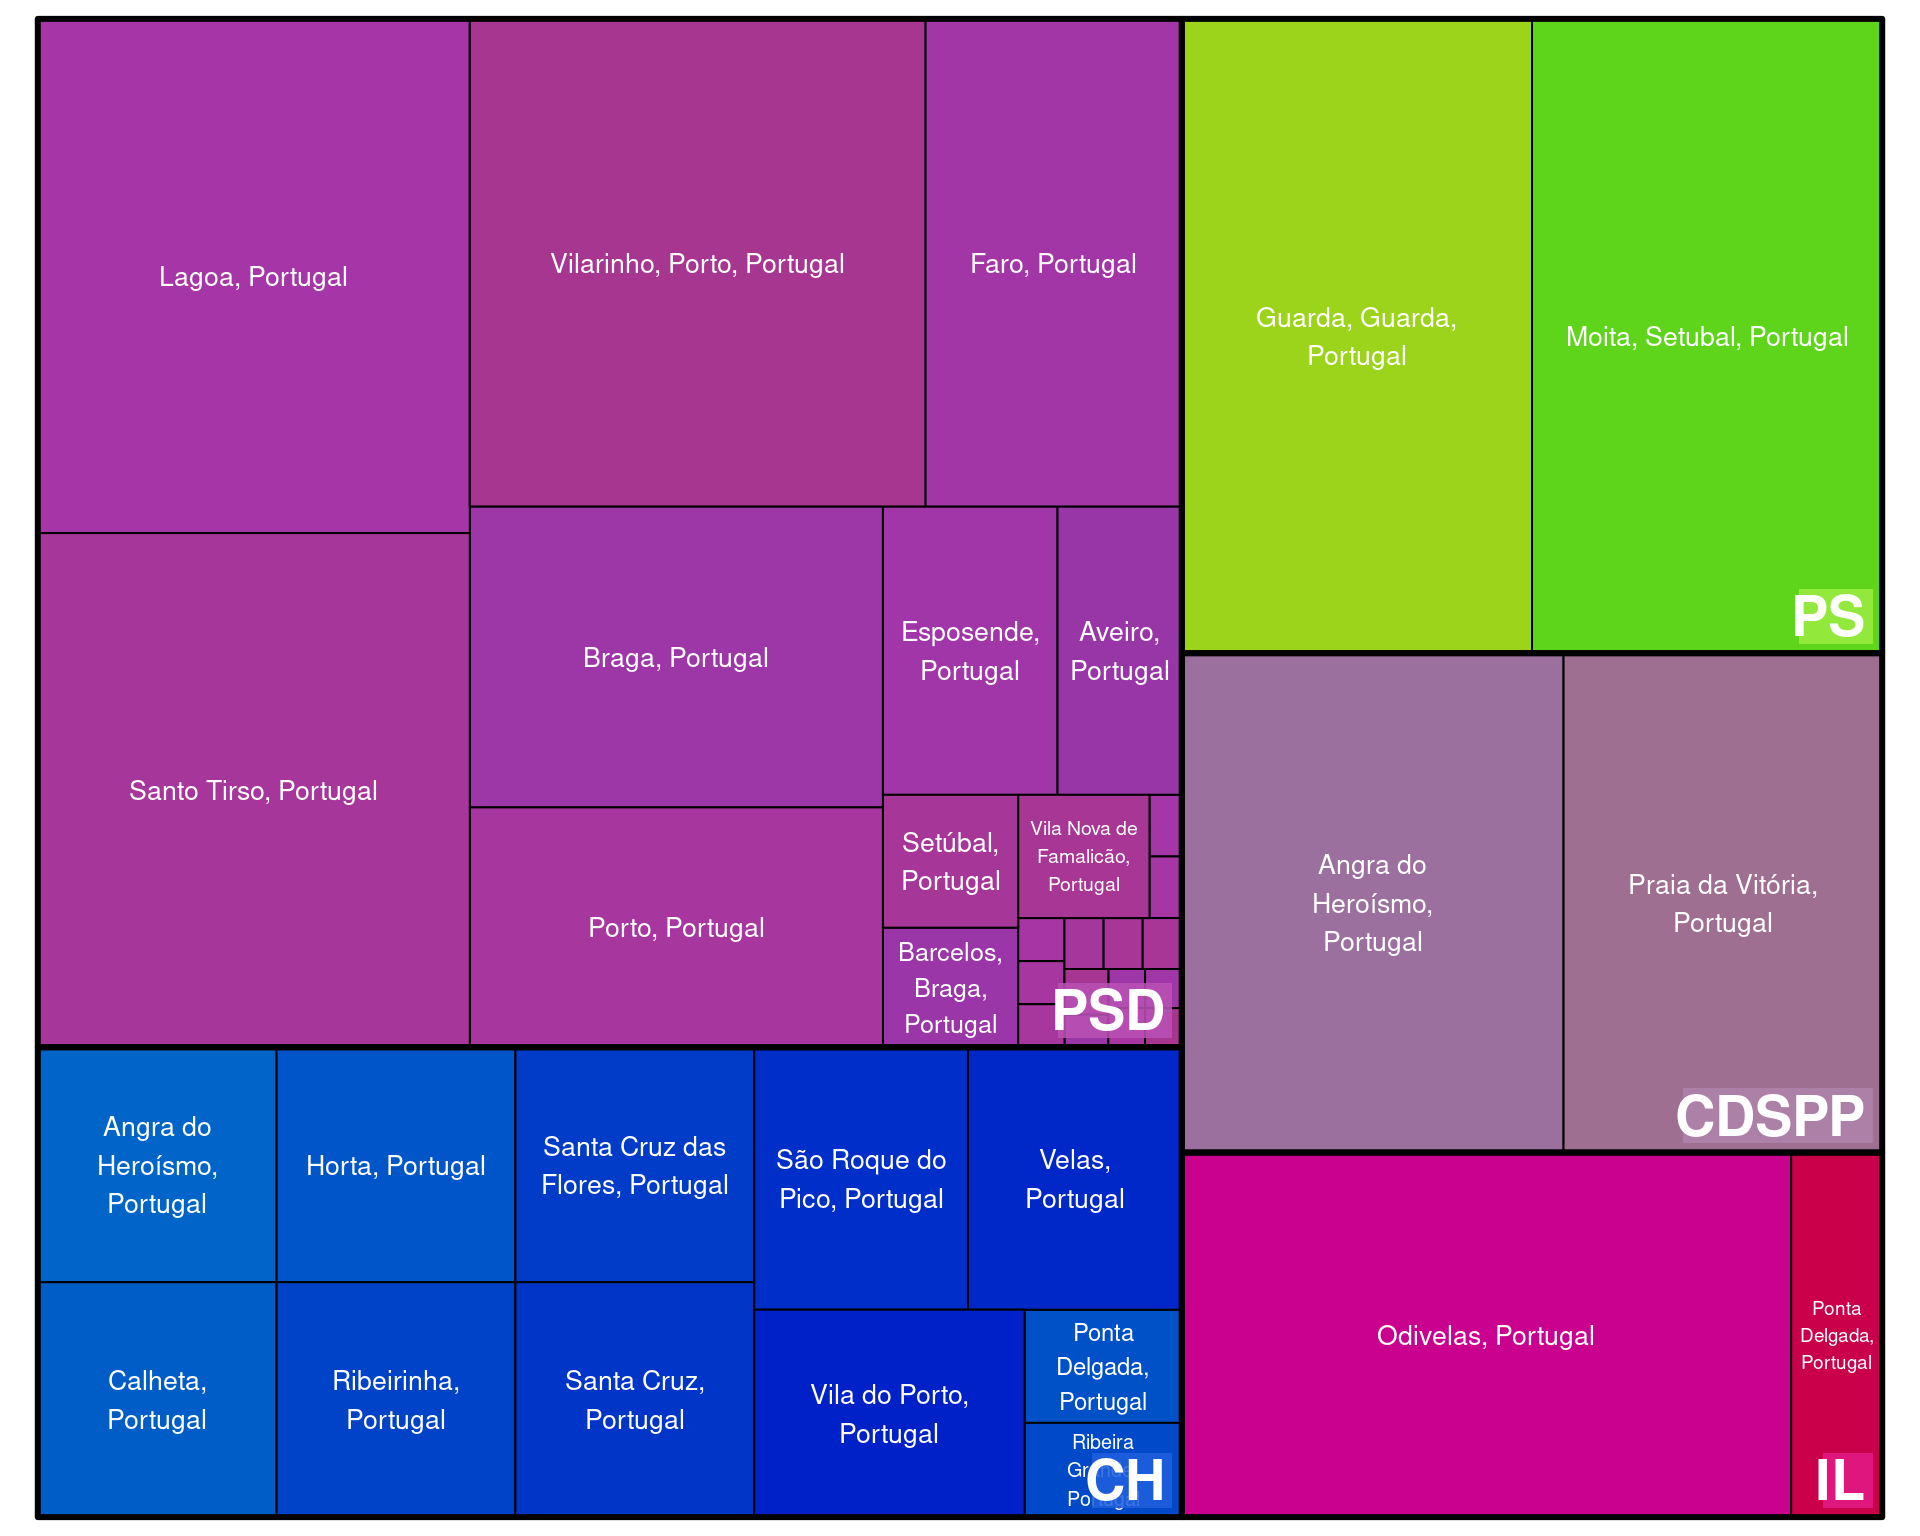 Lagoa, Portugal
Vilarinho, Porto, Portugal
Faro, Portugal
Santo Tirso, Portugal
Braga, Portugal
Esposende,
Portugal
Aveiro,
Portugal
Porto, Portugal
Setúbal,
Portugal
Vila Nova de
Famalicão,
Portugal
Barcelos,
Braga,
Portugal
PSD
Guarda, Guarda,
Portugal
Moita, Setubal, Portugal
PS
Angra do
Heroísmo,
Portugal
Praia da Vitória,
Portugal
CDSPP
Angra do
Heroísmo,
Portugal
Horta, Portugal
Santa Cruz das
Flores, Portugal
São Roque do
Pico, Portugal
Velas,
Portugal
Calheta,
Portugal
Ribeirinha,
Portugal
Santa Cruz,
Portugal
Vila do Porto,
Portugal
Ponta
Delgada,
Portugal
Ribeira
Grande,
Portugal
CH
Odivelas, Portugal
Ponta
Delgada,
Portugal
IL